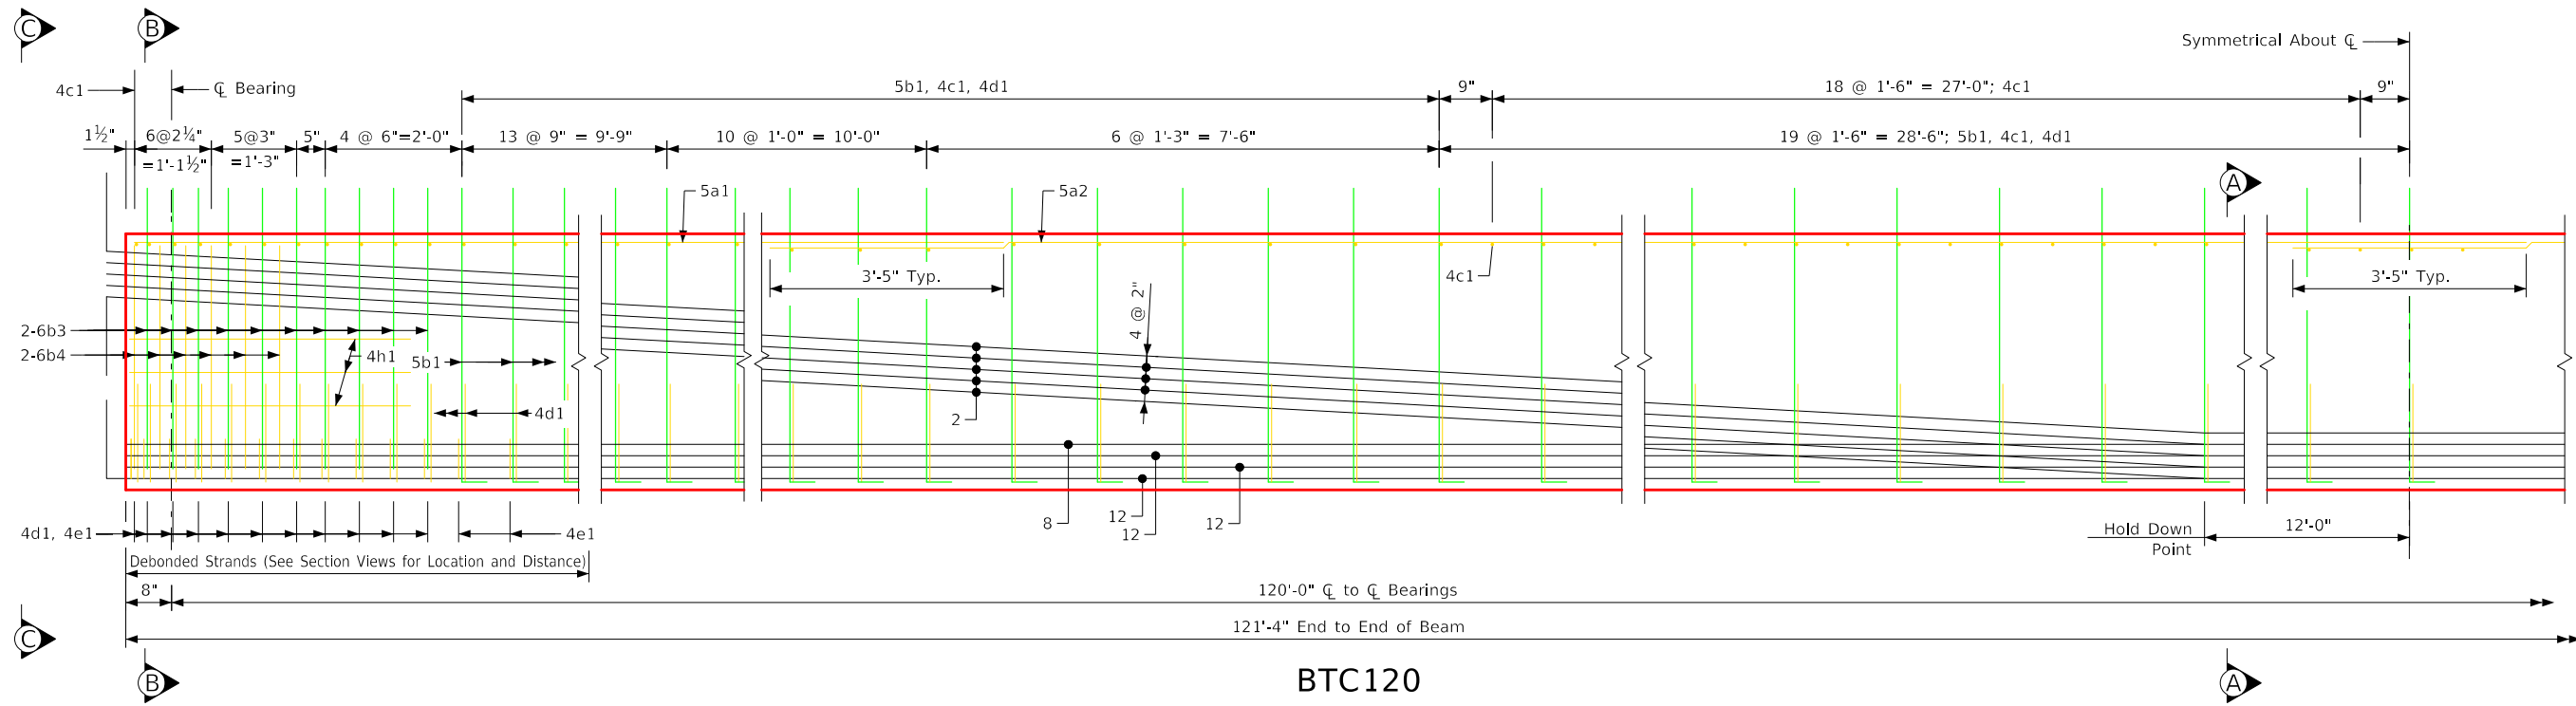 C
B
Symmetrical About ℄
4c1
℄ Bearing
5b1, 4c1, 4d1
9"
18 @ 1'-6" = 27'-0"; 4c1
9"
1½"
6@2¼"
=1'-1½"
5@3"
=1'-3"
5"
4 @ 6"=2'-0"
13 @ 9" = 9'-9"
10 @ 1'-0" = 10'-0"
6 @ 1'-3" = 7'-6"
19 @ 1'-6" = 28'-6"; 5b1, 4c1, 4d1
5a1
5a2
A
3'-5" Typ.
4 @ 2"
4c1
3'-5" Typ.
2-6b3
2-6b4
4h1
5b1
4d1
2
8
12
12
12
4d1, 4e1
4e1
Hold Down
Point
12'-0"
Debonded Strands (See Section Views for Location and Distance)
8"
120'-0" ℄ to ℄ Bearings
C
121'-4" End to End of Beam
B
BTC120
A